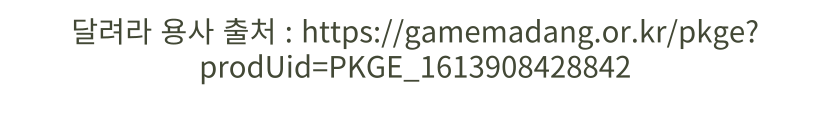 달려라 용사 출처 : https://gamemadang.or.kr/pkge?
prodUid=PKGE_1613908428842